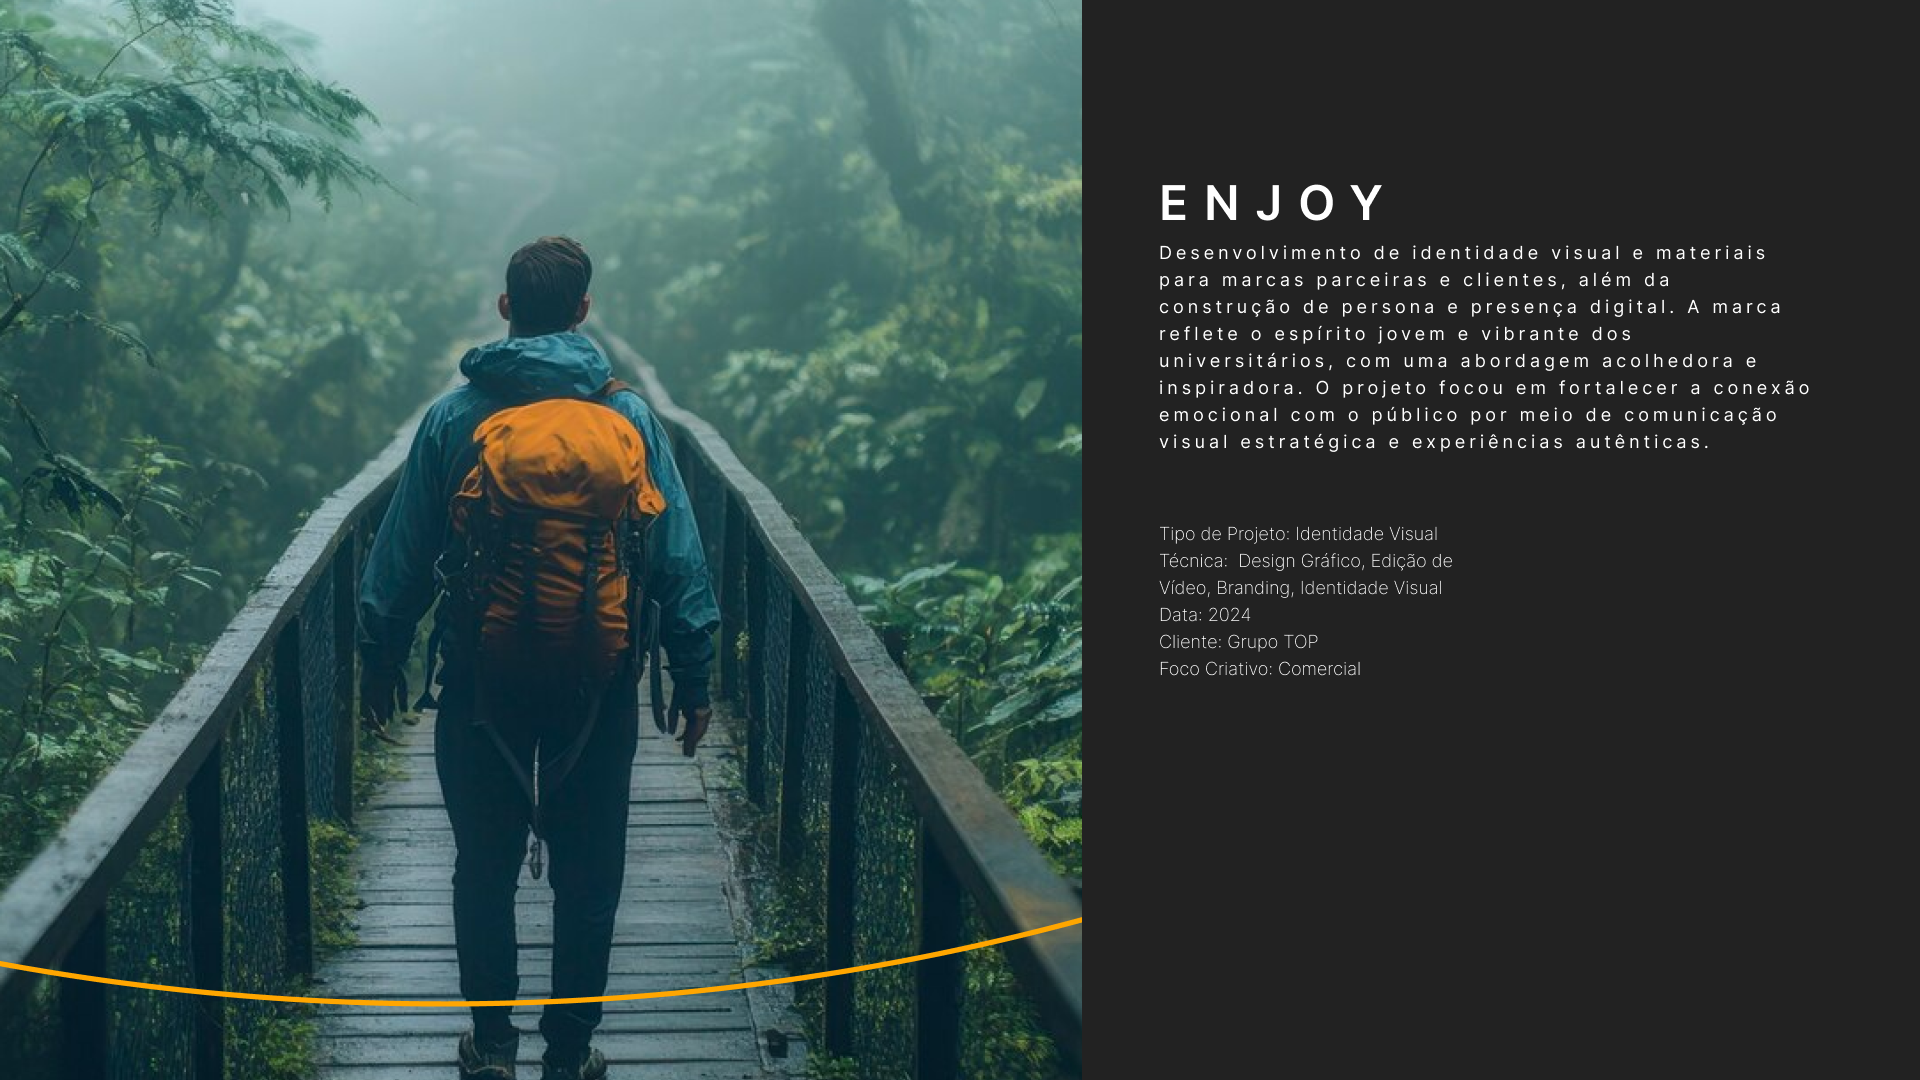 ENJOY
Desenvolvimento de identidade visual e materiais
para marcas parceiras e clientes, além da
construção de persona e presença digital. A marca
reflete o espírito jovem e vibrante dos
universitários, com uma abordagem acolhedora e
inspiradora. O projeto focou em fortalecer a conexão
emocional com o público por meio de comunicação
visual estratégica e experiências autênticas.
Tipo de Projeto: Identidade Visual
Técnica:  Design Gráfico, Edição de
Vídeo, Branding, Identidade Visual
Data: 2024
Cliente: Grupo TOP
Foco Criativo: Comercial